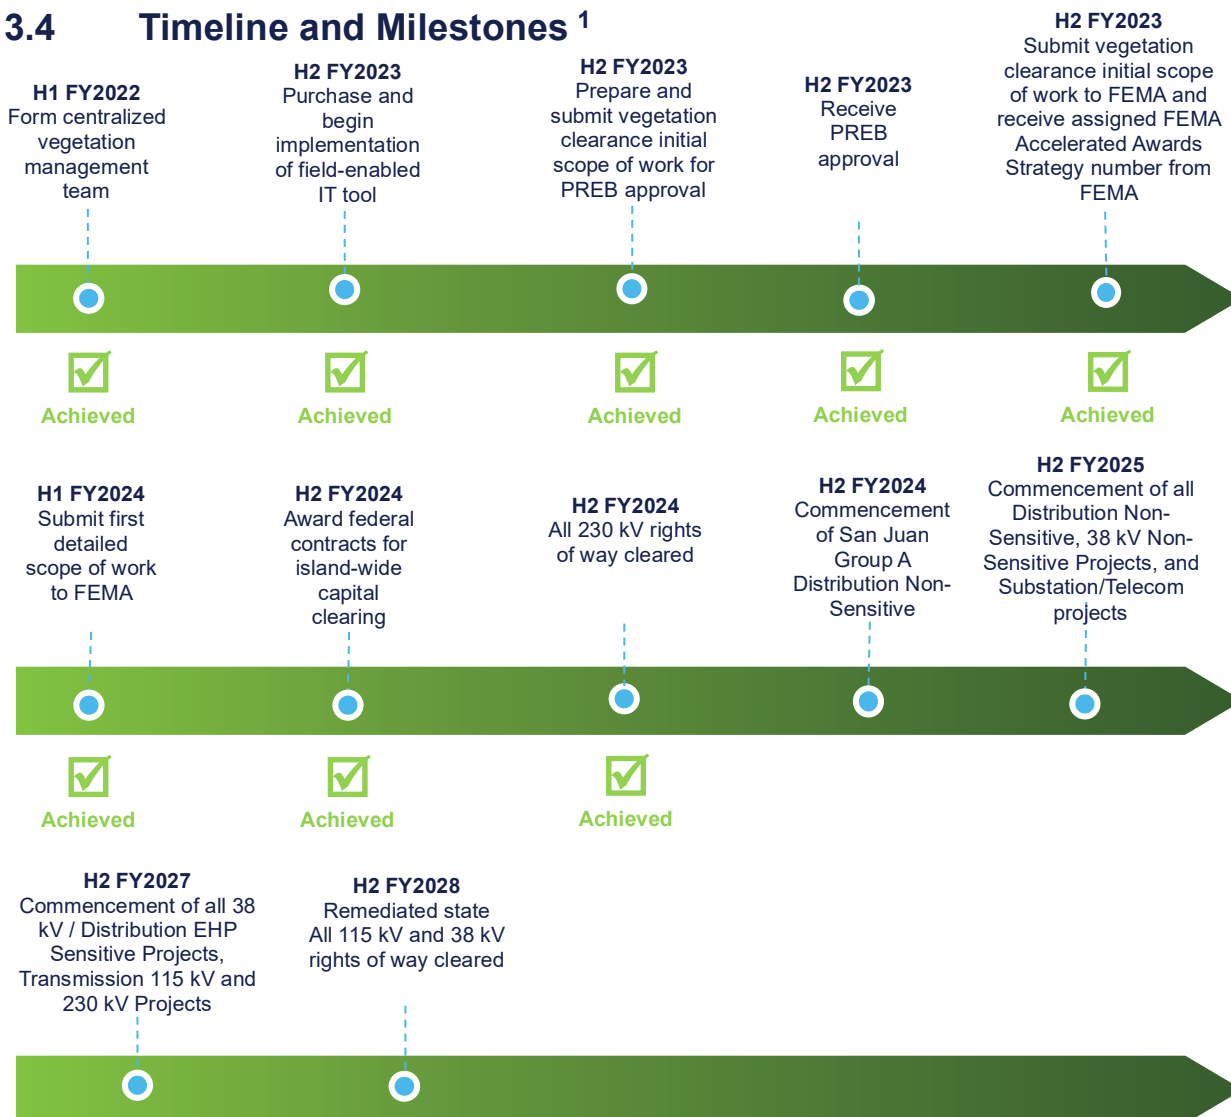 3.4 Timeline and Milestones 1
H1 FY2022
Form centralized
vegetation
management
team
H2 FY2023
Purchase and
begin
implementation
of field-enabled
IT tool
H2 FY2023
Prepare and
submit vegetation
clearance initial
scope of work for
PREB approval
H2 FY2023
Receive
PREB
approval
H2 FY2023
Submit vegetation
clearance initial scope
of work to FEMA and
receive assigned FEMA
Accelerated Awards
Strategy number from
FEMA
Achieved
Achieved
Achieved
Achieved
Achieved
H1 FY2024
Submit first
detailed
scope of work
to FEMA
H2 FY2024
Award federal
contracts for
island-wide
capital
clearing
H2 FY2024
All 230 kV rights
of way cleared
H2 FY2024
Commencement
of San Juan
Group A
Distribution Non-
Sensitive
H2 FY2025
Commencement of all
Distribution Non-
Sensitive, 38 kV Non-
Sensitive Projects, and
Substation/Telecom
projects
Achieved
Achieved
Achieved
H2 FY2027
Commencement of all 38
kV / Distribution EHP
Sensitive Projects,
Transmission 115 kV and
230 kV Projects
H2 FY2028
Remediated state
All 115 kV and 38 kV
rights of way cleared